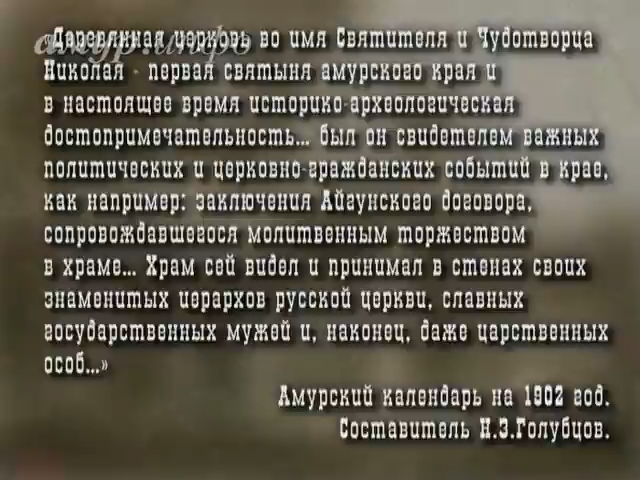 амур.инфо
«Деревянная церковь во имя Святителя и Чудотворца
Николая - первая святыня амурского края и
в настоящее время историко-археологическая
достопримечательность... был он свидетелем важных
политических и церковно-гражданских событий в крае,
как например: заключения Айгунского договора,
сопровождавшегося молитвенным торжеством
в храме... Храм сей видел и принимал в стенах своих
знаменитых иерархов русской церкви, славных
государственных мужей и, наконец, даже царственных
особ...»
Амурский календарь на 1902 год.
Составитель Н.З.Голубцов.